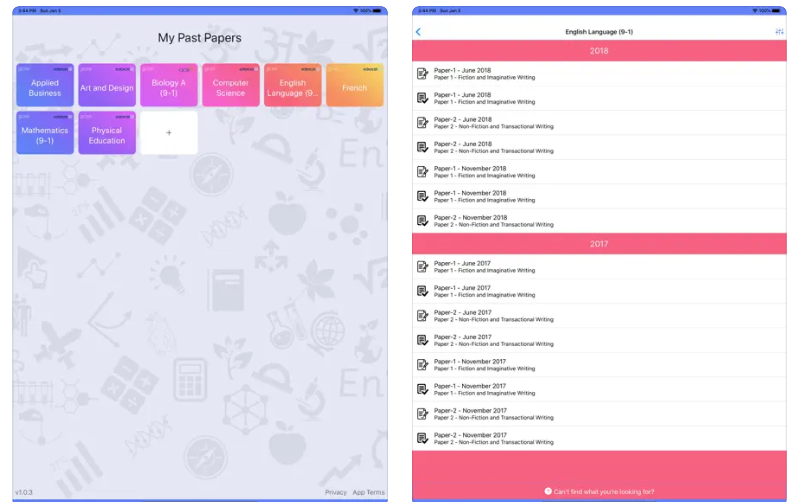 2:44 PM Sun Jan 3
100%
My Past Papers
Applied
Business
Art and Design
Biology A
(9-1)
Computer
Science
English
Language (9...
French
Mathematics
(9-1)
Physical
Education
+
v1.0.3
Privacy App Terms
2:44 PM Sun Jan 3
100%
English Language (9-1)
2018
Paper-1 - June 2018
Paper 1 - Fiction and Imaginative Writing
Paper-1 - June 2018
Paper 1 - Fiction and Imaginative Writing
Paper-2 - June 2018
Paper 2 - Non-Fiction and Transactional Writing
Paper-2 - June 2018
Paper 2 - Non-Fiction and Transactional Writing
Paper-1 - November 2018
Paper 1 - Fiction and Imaginative Writing
Paper-1 - November 2018
Paper 1 - Fiction and Imaginative Writing
Paper-2 - November 2018
Paper 2 - Non-Fiction and Transactional Writing
2017
Paper-1 - June 2017
Paper 1 - Fiction and Imaginative Writing
Paper-1 - June 2017
Paper 1 - Fiction and Imaginative Writing
Paper-2 - June 2017
Paper 2 - Non-Fiction and Transactional Writing
Paper-2 - June 2017
Paper 2 - Non-Fiction and Transactional Writing
Paper-1 - November 2017
Paper 1 - Fiction and Imaginative Writing
Paper-1 - November 2017
Paper 1 - Fiction and Imaginative Writing
Paper-2 - November 2017
Paper 2 - Non-Fiction and Transactional Writing
Paper-2 - November 2017
Paper 2 - Non-Fiction and Transactional Writing
Can't find what you're looking for?